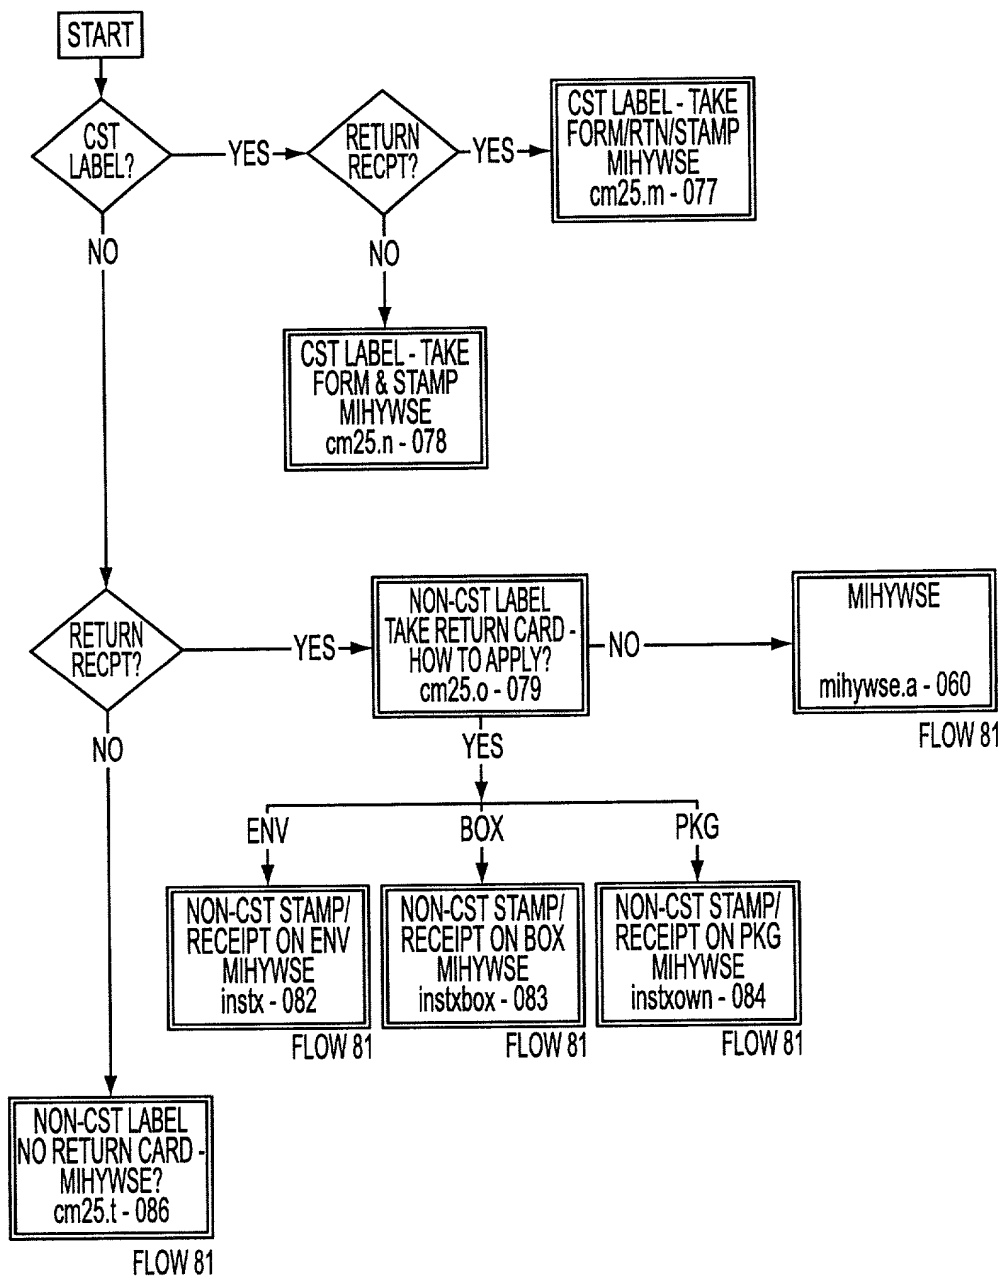 START
CST
LABEL?
YES
RETURN
RECPT?
YES
CST LABEL - TAKE
FORM/RTN/STAMP
MIHYWSE
cm25.m - 077
NO
NO
CST LABEL - TAKE
FORM & STAMP
MIHYWSE
cm25.n - 078
RETURN
RECPT?
YES
NON-CST LABEL
TAKE RETURN CARD -
HOW TO APPLY?
cm25.o - 079
NO
MIHYWSE
mihywse.a - 060
FLOW 81
NO
YES
ENV
BOX
PKG
NON-CST STAMP/
RECEIPT ON ENV
MIHYWSE
instx - 082
FLOW 81
NON-CST STAMP/
RECEIPT ON BOX
MIHYWSE
instxbox - 083
FLOW 81
NON-CST STAMP/
RECEIPT ON PKG
MIHYWSE
instxown - 084
FLOW 81
NON-CST LABEL
NO RETURN CARD -
MIHYWSE?
cm25.t - 086
FLOW 81